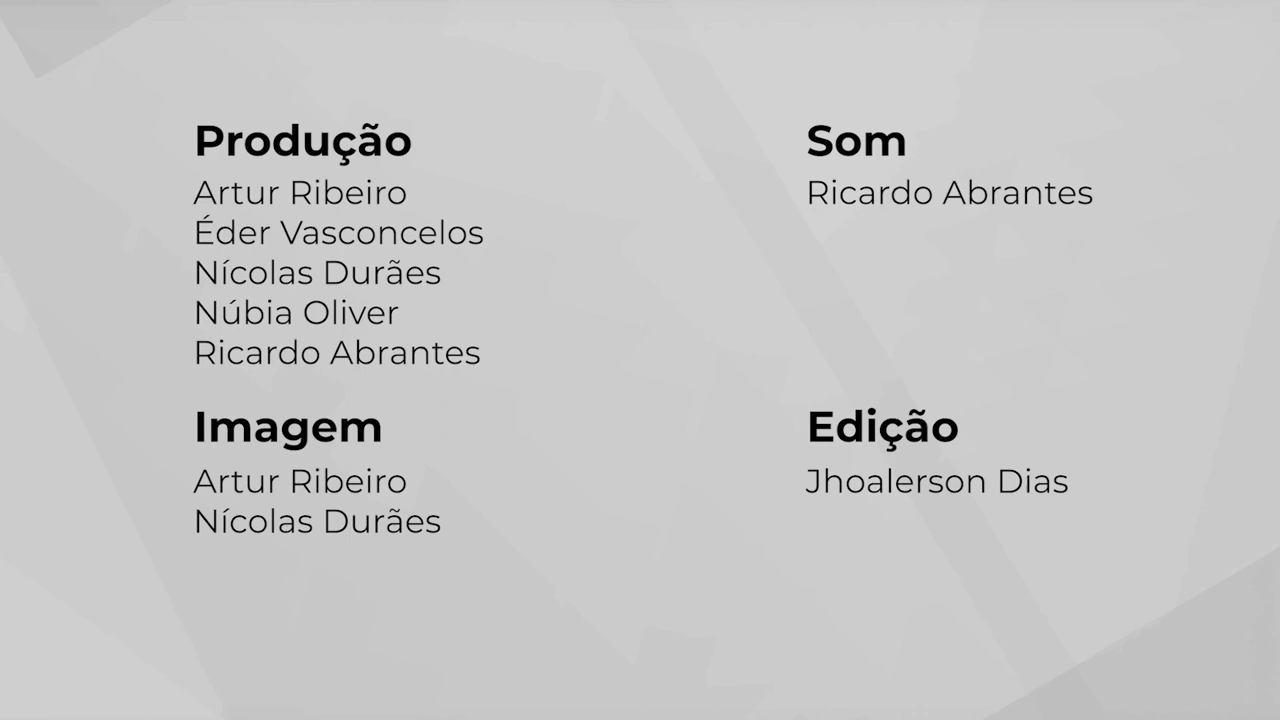 Produção
Artur Ribeiro
Éder Vasconcelos
Nícolas Durães
Núbia Oliver
Ricardo Abrantes
Som
Ricardo Abrantes
Imagem
Artur Ribeiro
Nícolas Durães
Edição
Jhoalerson Dias